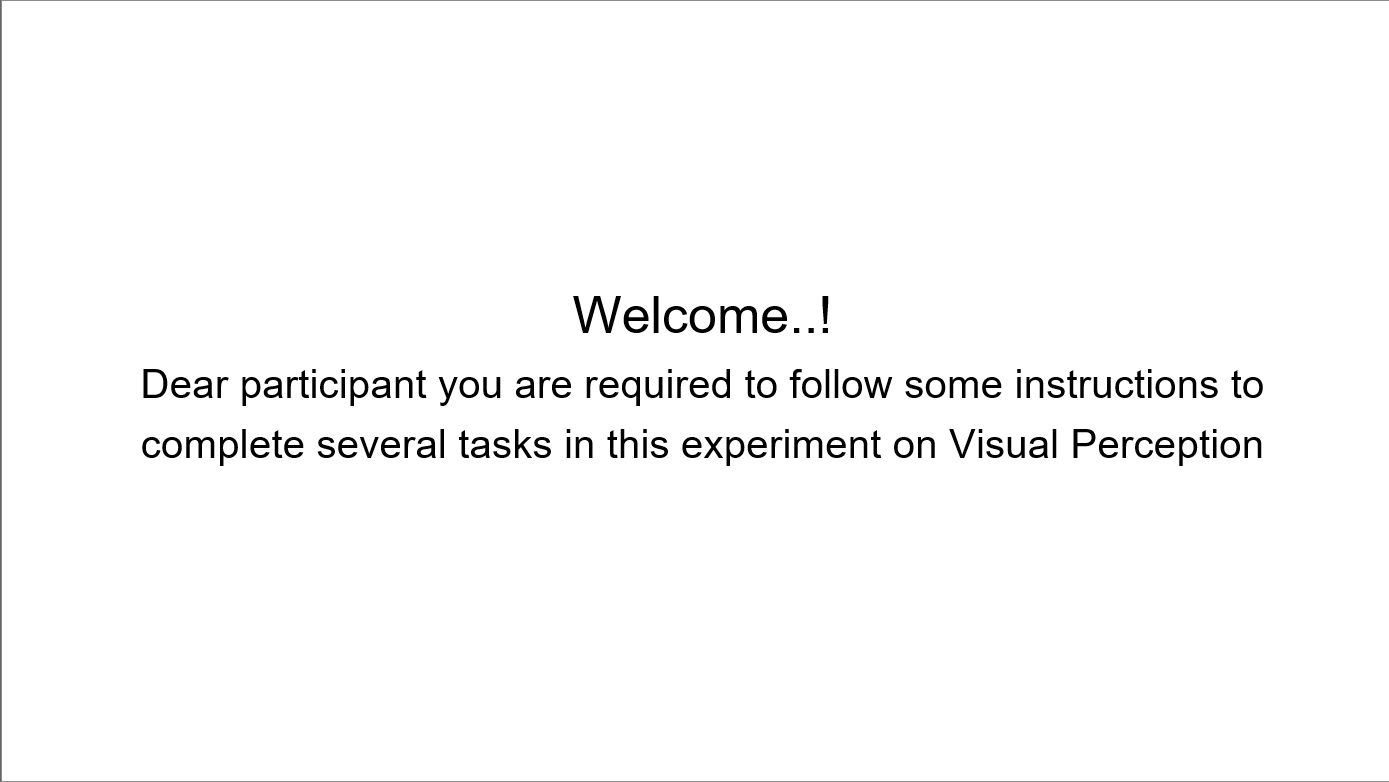 Welcome..!
Dear participant you are required to follow some instructions to
complete several tasks in this experiment on Visual Perception